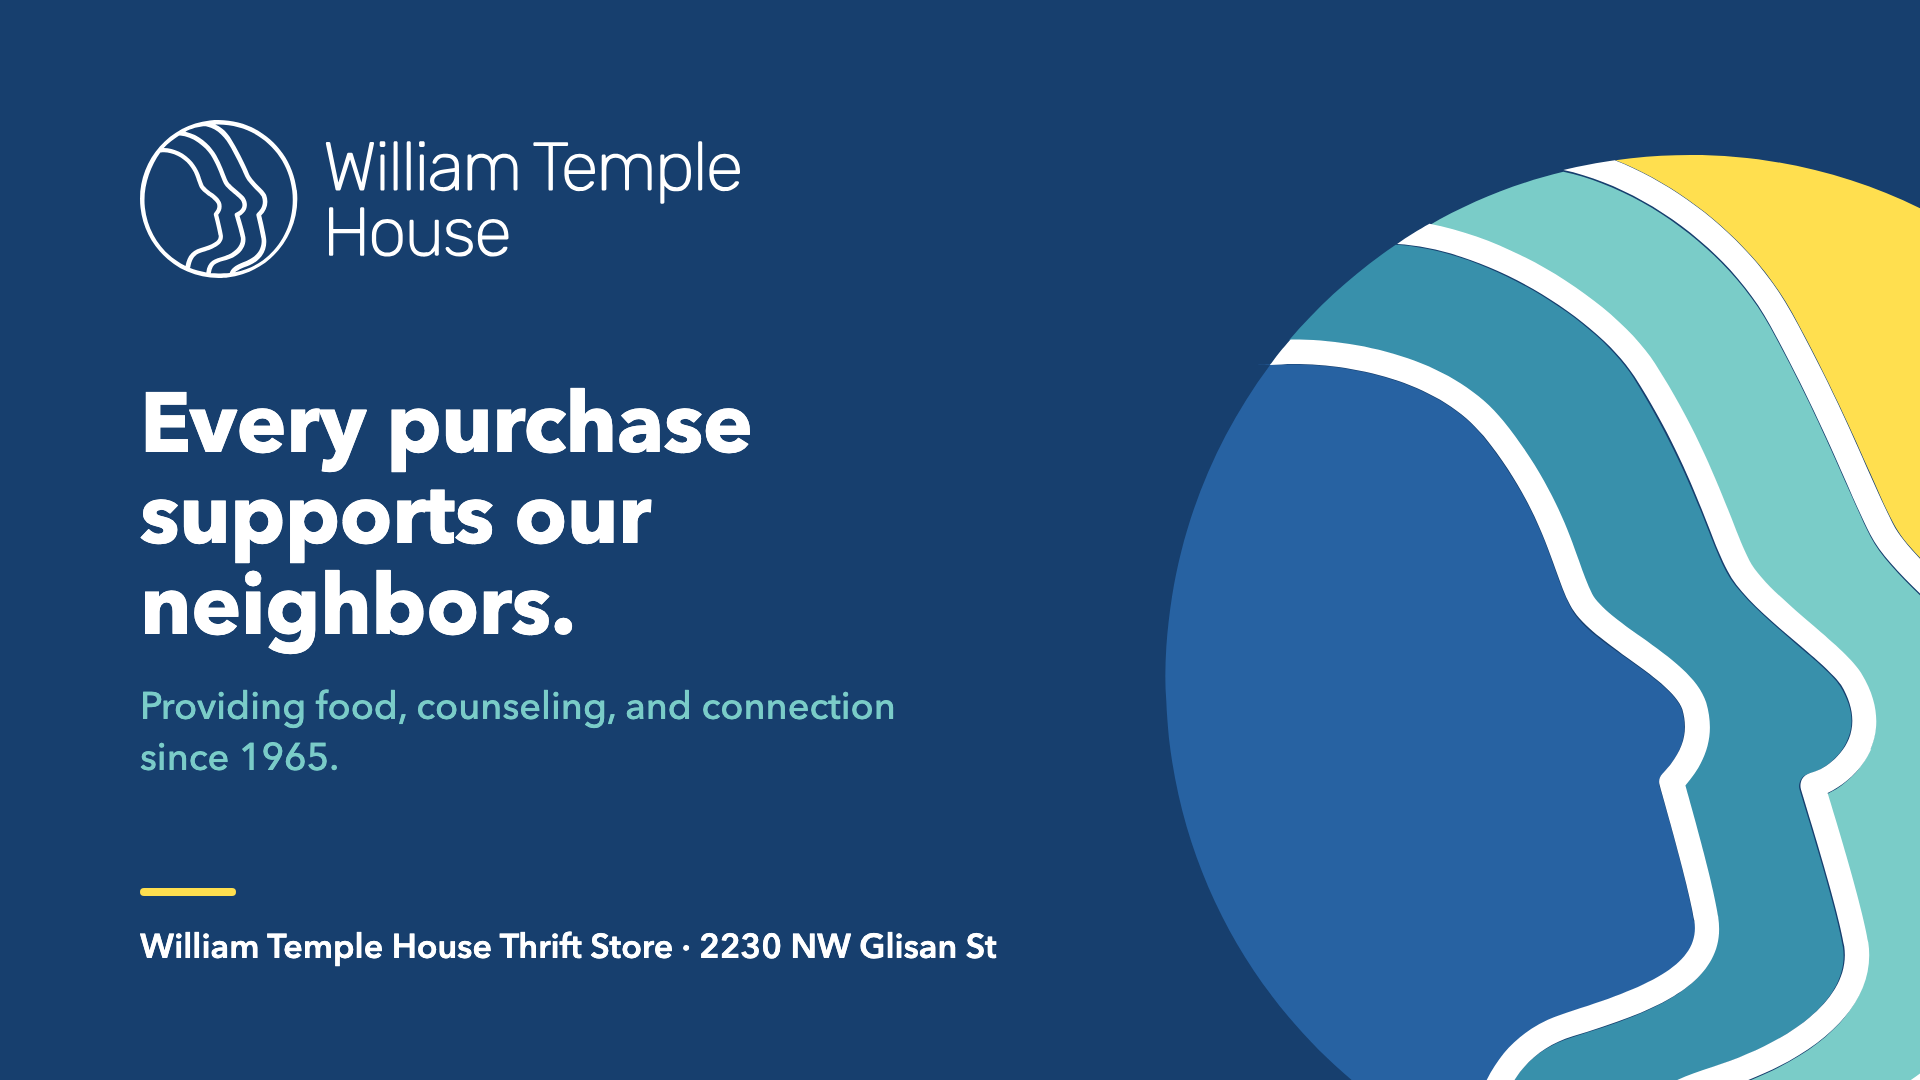 William Temple
House
Every purchase
supports our
neighbors.
Providing food, counseling, and connection
since 1965.
William Temple House Thrift Store · 2230 NW Glisan St